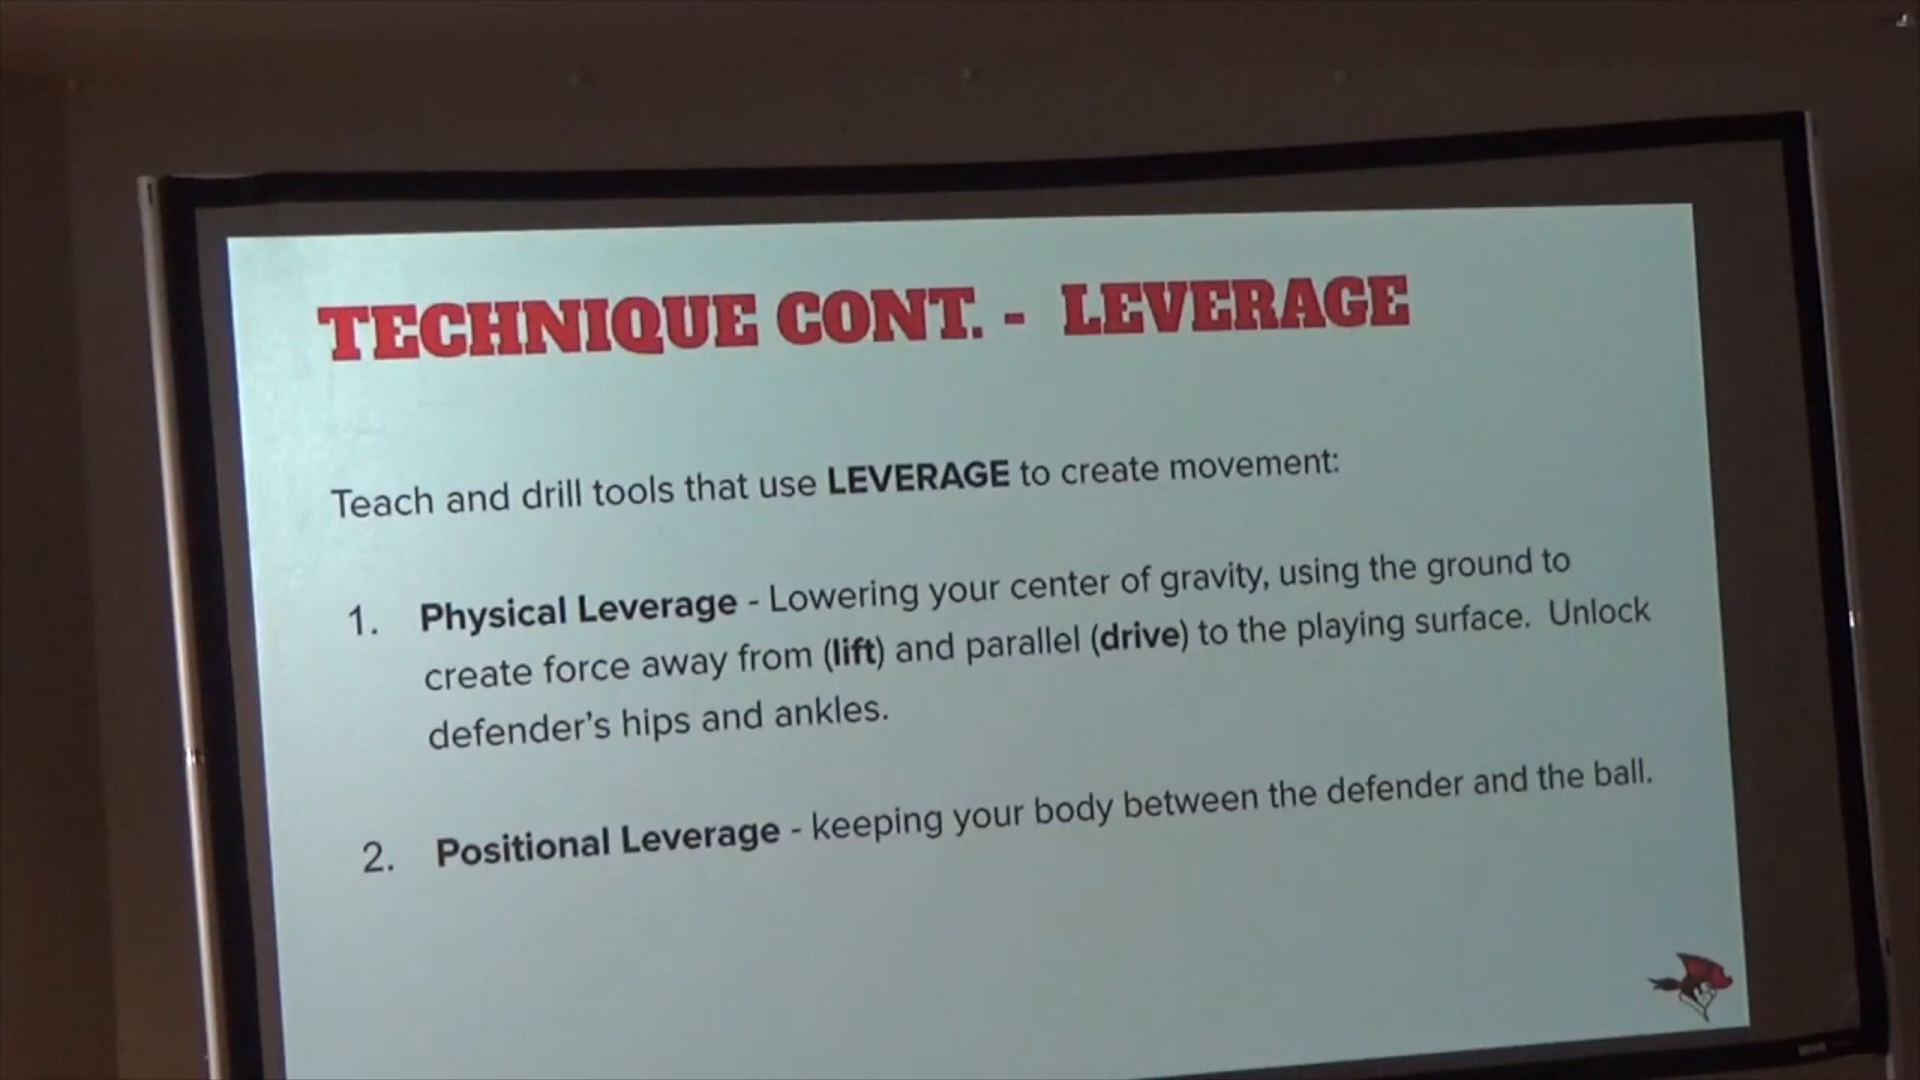 TECHNIQUE CONT. - LEVERAGE
Teach and drill tools that use LEVERAGE to create movement:
1. Physical Leverage - Lowering your center of gravity, using the ground to
create force away from (lift) and parallel (drive) to the playing surface. Unlock
defender's hips and ankles.
2. Positional Leverage - keeping your body between the defender and the ball.